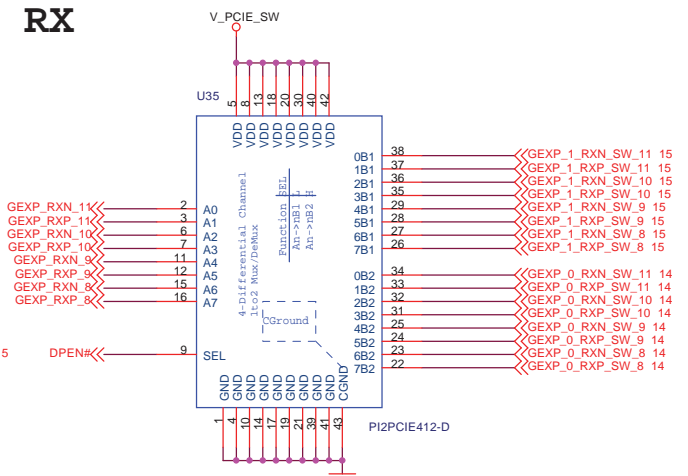 RX
V_PCIE_SW
U35
5 8 13 18 20 30 40 42
VDD VDD VDD VDD VDD VDD VDD VDD
4-Differential Channel
1to2 Mux/DeMux
Function SEL
An->nB1 L
An->nB2 H
CGround
GEXP_RXN_11 2 A0
GEXP_RXP_11 3 A1
GEXP_RXN_10 6 A2
GEXP_RXP_10 7 A3
GEXP_RXN_9 11 A4
GEXP_RXP_9 12 A5
GEXP_RXN_8 15 A6
GEXP_RXP_8 16 A7
5 DPEN# 9 SEL
0B1 38 GEXP_1_RXN_SW_11 15
1B1 37 GEXP_1_RXP_SW_11 15
2B1 36 GEXP_1_RXN_SW_10 15
3B1 35 GEXP_1_RXP_SW_10 15
4B1 29 GEXP_1_RXN_SW_9 15
5B1 28 GEXP_1_RXP_SW_9 15
6B1 27 GEXP_1_RXN_SW_8 15
7B1 26 GEXP_1_RXP_SW_8 15
0B2 34 GEXP_0_RXN_SW_11 14
1B2 33 GEXP_0_RXP_SW_11 14
2B2 32 GEXP_0_RXN_SW_10 14
3B2 31 GEXP_0_RXP_SW_10 14
4B2 25 GEXP_0_RXN_SW_9 14
5B2 24 GEXP_0_RXP_SW_9 14
6B2 23 GEXP_0_RXN_SW_8 14
7B2 22 GEXP_0_RXP_SW_8 14
GND GND GND GND GND GND GND GND GND CGND
1 4 10 14 17 19 21 39 41 43
PI2PCIE412-D